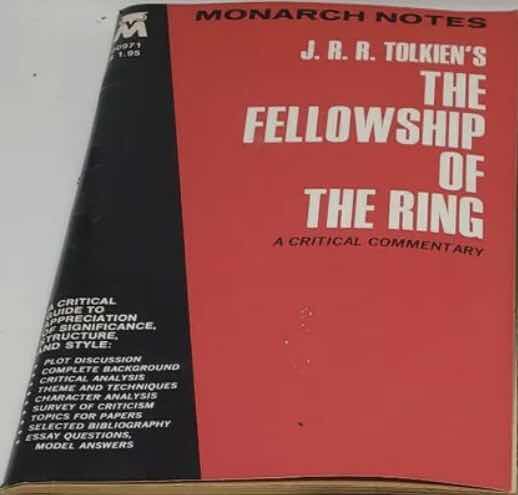 MONARCH NOTES
M
1.95
J. R. R. TOLKIEN'S
THE
FELLOWSHIP
OF
THE RING
A CRITICAL COMMENTARY
A CRITICAL
GUIDE TO
APPRECIATION
OF SIGNIFICANCE,
STRUCTURE,
AND STYLE:
PLOT DISCUSSION
COMPLETE BACKGROUND
CRITICAL ANALYSIS
THEME AND TECHNIQUES
CHARACTER ANALYSIS
SURVEY OF CRITICISM
TOPICS FOR PAPERS
SELECTED BIBLIOGRAPHY
ESSAY QUESTIONS,
MODEL ANSWERS